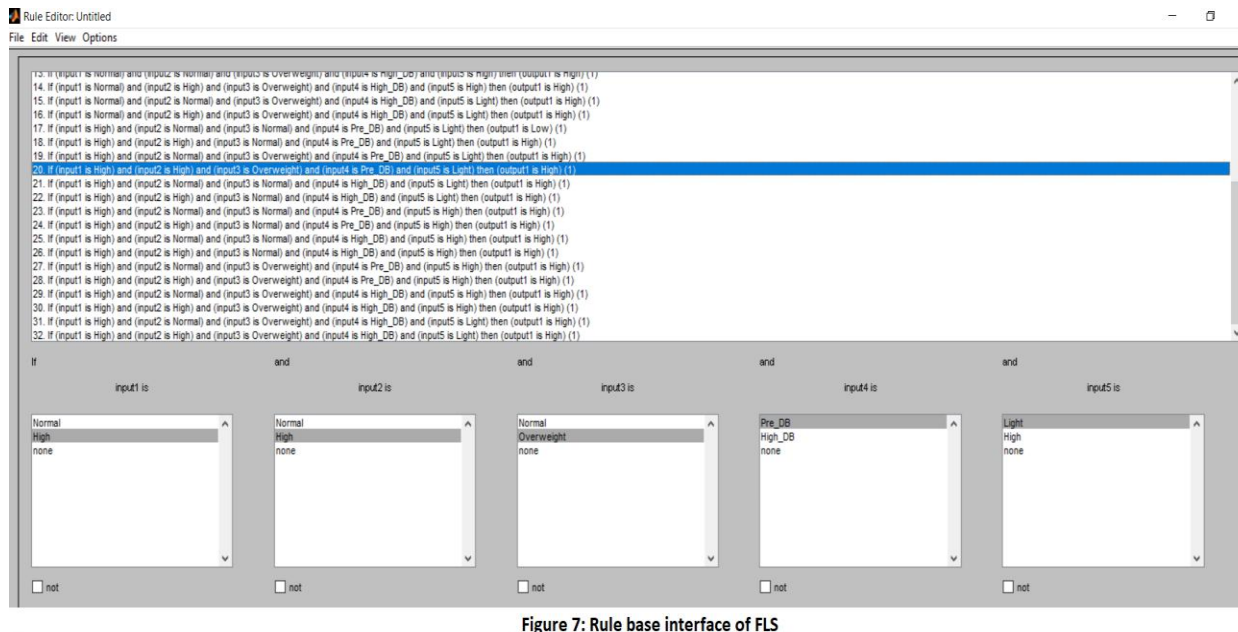 Rule Editor: Untitled
File Edit View Options
13. If (input1 is Normal) and (input2 is Normal) and (input3 is Overweight) and (input4 is High_DB) and (input5 is High) then (output1 is High) (1)
14. If (input1 is Normal) and (input2 is High) and (input3 is Overweight) and (input4 is High_DB) and (input5 is High) then (output1 is High) (1)
15. If (input1 is Normal) and (input2 is Normal) and (input3 is Overweight) and (input4 is High_DB) and (input5 is Light) then (output1 is High) (1)
16. If (input1 is Normal) and (input2 is High) and (input3 is Overweight) and (input4 is High_DB) and (input5 is Light) then (output1 is High) (1)
17. If (input1 is High) and (input2 is Normal) and (input3 is Normal) and (input4 is Pre_DB) and (input5 is Light) then (output1 is Low) (1)
18. If (input1 is High) and (input2 is High) and (input3 is Normal) and (input4 is Pre_DB) and (input5 is Light) then (output1 is High) (1)
19. If (input1 is High) and (input2 is Normal) and (input3 is Overweight) and (input4 is Pre_DB) and (input5 is Light) then (output1 is High) (1)
20. If (input1 is High) and (input2 is High) and (input3 is Overweight) and (input4 is Pre_DB) and (input5 is Light) then (output1 is High) (1)
21. If (input1 is High) and (input2 is Normal) and (input3 is Normal) and (input4 is High_DB) and (input5 is Light) then (output1 is High) (1)
22. If (input1 is High) and (input2 is High) and (input3 is Normal) and (input4 is High_DB) and (input5 is Light) then (output1 is High) (1)
23. If (input1 is High) and (input2 is Normal) and (input3 is Normal) and (input4 is Pre_DB) and (input5 is High) then (output1 is High) (1)
24. If (input1 is High) and (input2 is High) and (input3 is Normal) and (input4 is Pre_DB) and (input5 is High) then (output1 is High) (1)
25. If (input1 is High) and (input2 is Normal) and (input3 is Normal) and (input4 is High_DB) and (input5 is High) then (output1 is High) (1)
26. If (input1 is High) and (input2 is High) and (input3 is Normal) and (input4 is High_DB) and (input5 is High) then (output1 is High) (1)
27. If (input1 is High) and (input2 is Normal) and (input3 is Overweight) and (input4 is Pre_DB) and (input5 is High) then (output1 is High) (1)
28. If (input1 is High) and (input2 is High) and (input3 is Overweight) and (input4 is Pre_DB) and (input5 is High) then (output1 is High) (1)
29. If (input1 is High) and (input2 is Normal) and (input3 is Overweight) and (input4 is High_DB) and (input5 is High) then (output1 is High) (1)
30. If (input1 is High) and (input2 is High) and (input3 is Overweight) and (input4 is High_DB) and (input5 is High) then (output1 is High) (1)
31. If (input1 is High) and (input2 is Normal) and (input3 is Overweight) and (input4 is High_DB) and (input5 is Light) then (output1 is High) (1)
32. If (input1 is High) and (input2 is High) and (input3 is Overweight) and (input4 is High_DB) and (input5 is Light) then (output1 is High) (1)
If and and and and
input1 is input2 is input3 is input4 is input5 is
Normal Normal Normal Pre_DB Light
High High Overweight High_DB High
none none none none none
not not not not not
Figure 7: Rule base interface of FLS